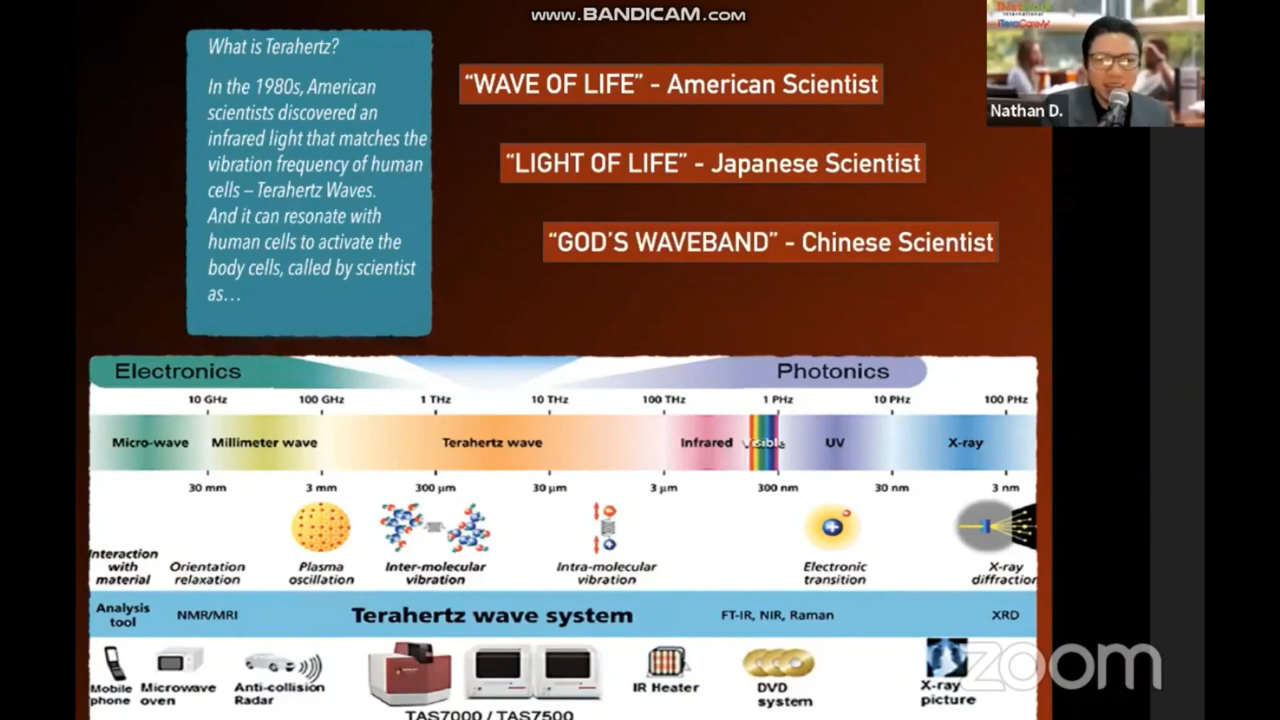 www.BANDICAM.com
What is Terahertz?
In the 1980s, American
scientists discovered an
infrared light that matches the
vibration frequency of human
cells – Terahertz Waves.
And it can resonate with
human cells to activate the
body cells, called by scientist
as...
“WAVE OF LIFE” - American Scientist
“LIGHT OF LIFE” - Japanese Scientist
“GOD’S WAVEBAND” - Chinese Scientist
iTeraCare
Nathan D.
Electronics
Photonics
10 GHz 100 GHz 1 THz 10 THz 100 THz 1 PHz 10 PHz 100 PHz
Micro-wave Millimeter wave Terahertz wave Infrared Visible UV X-ray
30 mm 3 mm 300 µm 30 µm 3 µm 300 nm 30 nm 3 nm
Interaction
with
material
Orientation
relaxation
Plasma
oscillation
Inter-molecular
vibration
Intra-molecular
vibration
Electronic
transition
X-ray
diffraction
Analysis
tool
NMR/MRI
Terahertz wave system
FT-IR, NIR, Raman
XRD
Mobile
phone
Microwave
oven
Anti-collision
Radar
TAS7000 / TAS7500
IR Heater
DVD
system
X-ray
picture
zoom